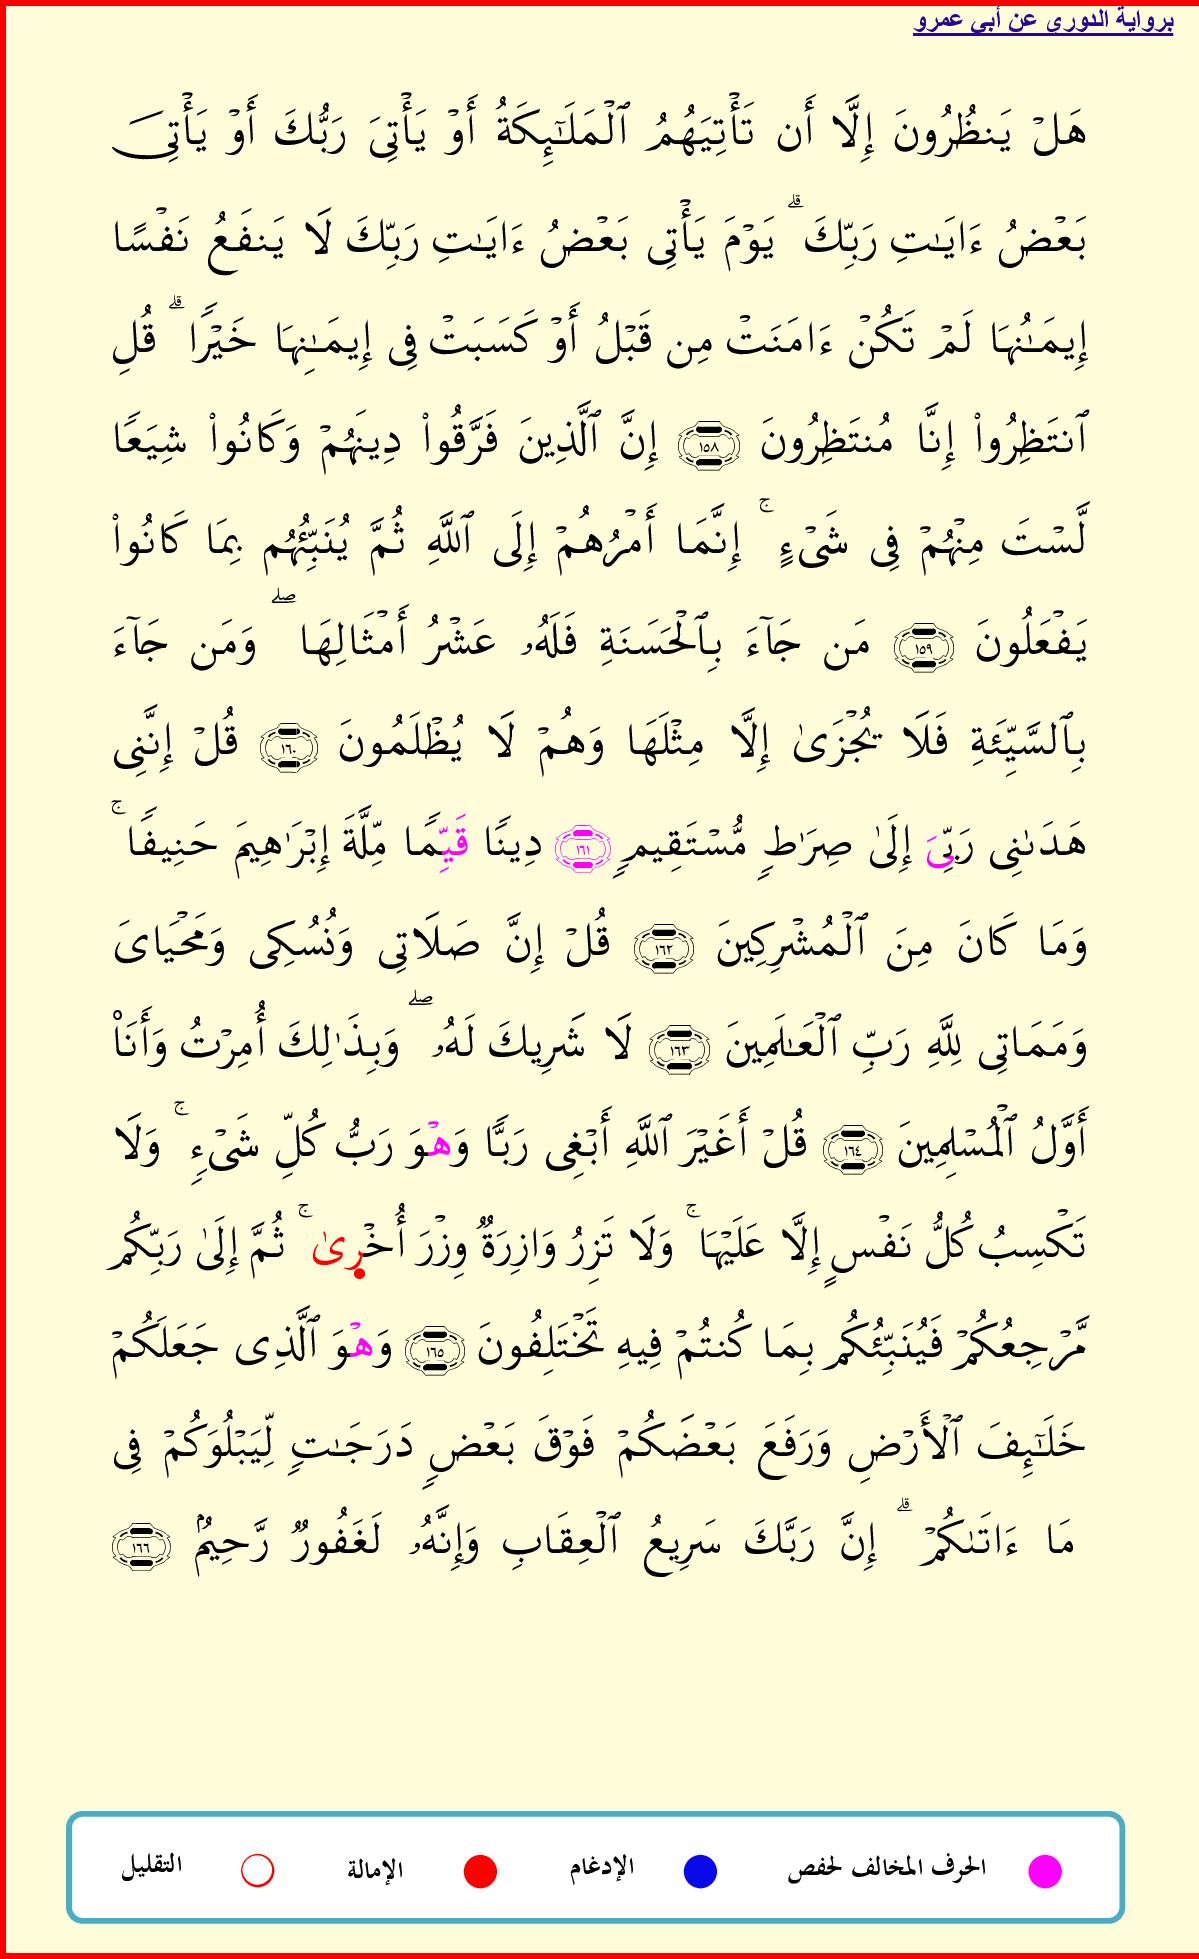 برواية الدوري عن أبي عمرو
هَلۡ يَنظُرُونَ إِلَّا أَن تَأۡتِيَهُمُ ٱلۡمَلَـٰٓئِكَةُ أَوۡ يَأۡتِىَ رَبُّكَ أَوۡ يَأۡتِىَ
بَعۡضُ ءَايَـٰتِ رَبِّكَۗ يَوۡمَ يَأۡتِى بَعۡضُ ءَايَـٰتِ رَبِّكَ لَا يَنفَعُ نَفۡسًا
إِيمَـٰنُهَا لَمۡ تَكُنۡ ءَامَنَتۡ مِن قَبۡلُ أَوۡ كَسَبَتۡ فِى إِيمَـٰنِهَا خَيۡرًاۗ قُلِ
ٱنتَظِرُواْ إِنَّا مُنتَظِرُونَ ١٥٨ إِنَّ ٱلَّذِينَ فَرَّقُواْ دِينَهُمۡ وَكَانُواْ شِيَعًا
لَّسۡتَ مِنۡهُمۡ فِى شَىۡءٍۚ إِنَّمَا أَمۡرُهُمۡ إِلَى ٱللَّهِ ثُمَّ يُنَبِّئُهُم بِمَا كَانُواْ
يَفۡعَلُونَ ١٥٩ مَن جَآءَ بِٱلۡحَسَنَةِ فَلَهُۥ عَشۡرُ أَمۡثَالِهَاۖ وَمَن جَآءَ
بِٱلسَّيِّئَةِ فَلَا يُجۡزَىٰ إِلَّا مِثۡلَهَا وَهُمۡ لَا يُظۡلَمُونَ ١٦٠ قُلۡ إِنَّنِى
هَدَىٰنِى رَبِّىَ إِلَىٰ صِرَٰطٍ مُّسۡتَقِيمٍ ١٦١ دِينًا قَيِّمًا مِّلَّةَ إِبۡرَٰهِيمَ حَنِيفًاۚ
وَمَا كَانَ مِنَ ٱلۡمُشۡرِكِينَ ١٦٢ قُلۡ إِنَّ صَلَاتِى وَنُسُكِى وَمَحۡيَاىَ
وَمَمَاتِى لِلَّهِ رَبِّ ٱلۡعَـٰلَمِينَ ١٦٣ لَا شَرِيكَ لَهُۥۖ وَبِذَٰلِكَ أُمِرۡتُ وَأَنَا۠
أَوَّلُ ٱلۡمُسۡلِمِينَ ١٦٤ قُلۡ أَغَيۡرَ ٱللَّهِ أَبۡغِى رَبًّا وَهۡوَ رَبُّ كُلِّ شَىۡءٍۚ وَلَا
تَكۡسِبُ كُلُّ نَفۡسٍ إِلَّا عَلَيۡهَاۚ وَلَا تَزِرُ وَازِرَةٌ وِزۡرَ أُخۡرٜىٰۚ ثُمَّ إِلَىٰ رَبِّكُم
مَّرۡجِعُكُمۡ فَيُنَبِّئُكُم بِمَا كُنتُمۡ فِيهِ تَخۡتَلِفُونَ ١٦٥ وَهۡوَ ٱلَّذِى جَعَلَكُمۡ
خَلَـٰٓئِفَ ٱلۡأَرۡضِ وَرَفَعَ بَعۡضَكُمۡ فَوۡقَ بَعۡضٍ دَرَجَـٰتٍ لِّيَبۡلُوَكُمۡ فِى
مَا ءَاتَىٰكُمۡۗ إِنَّ رَبَّكَ سَرِيعُ ٱلۡعِقَابِ وَإِنَّهُۥ لَغَفُورٌ رَّحِيمُۢ ١٦٦
الحرف المخالف لحفص الإدغام الإمالة التقليل